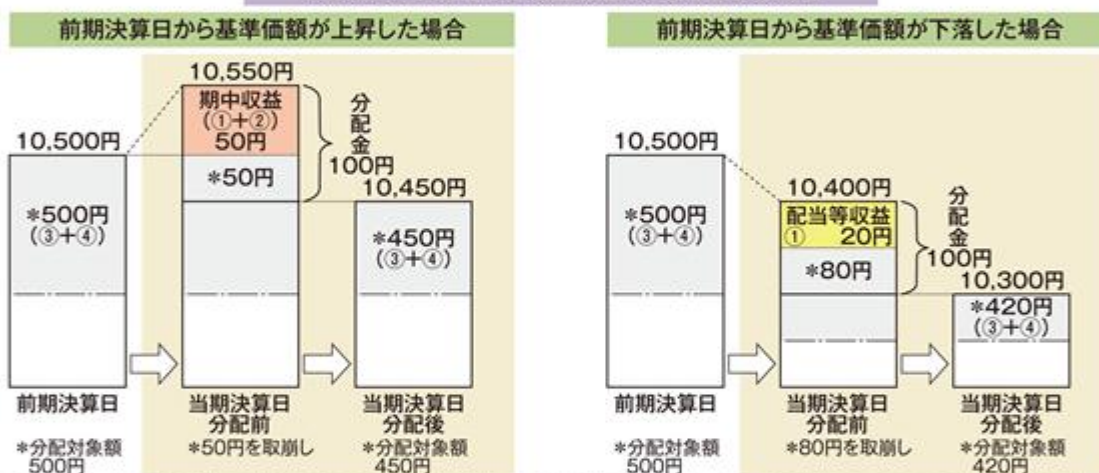 前期決算日から基準価額が上昇した場合
10,550円
期中収益
(①+②)
50円
*50円
分配金
100円
10,500円
*500円
(③+④)
10,450円
*450円
(③+④)
前期決算日
当期決算日
分配前
当期決算日
分配後
*分配対象額
500円
*50円を取崩し
*分配対象額
450円
前期決算日から基準価額が下落した場合
10,500円
*500円
(③+④)
10,400円
配当等収益
① 20円
*80円
分配金
100円
10,300円
*420円
(③+④)
前期決算日
当期決算日
分配前
当期決算日
分配後
*分配対象額
500円
*80円を取崩し
*分配対象額
420円